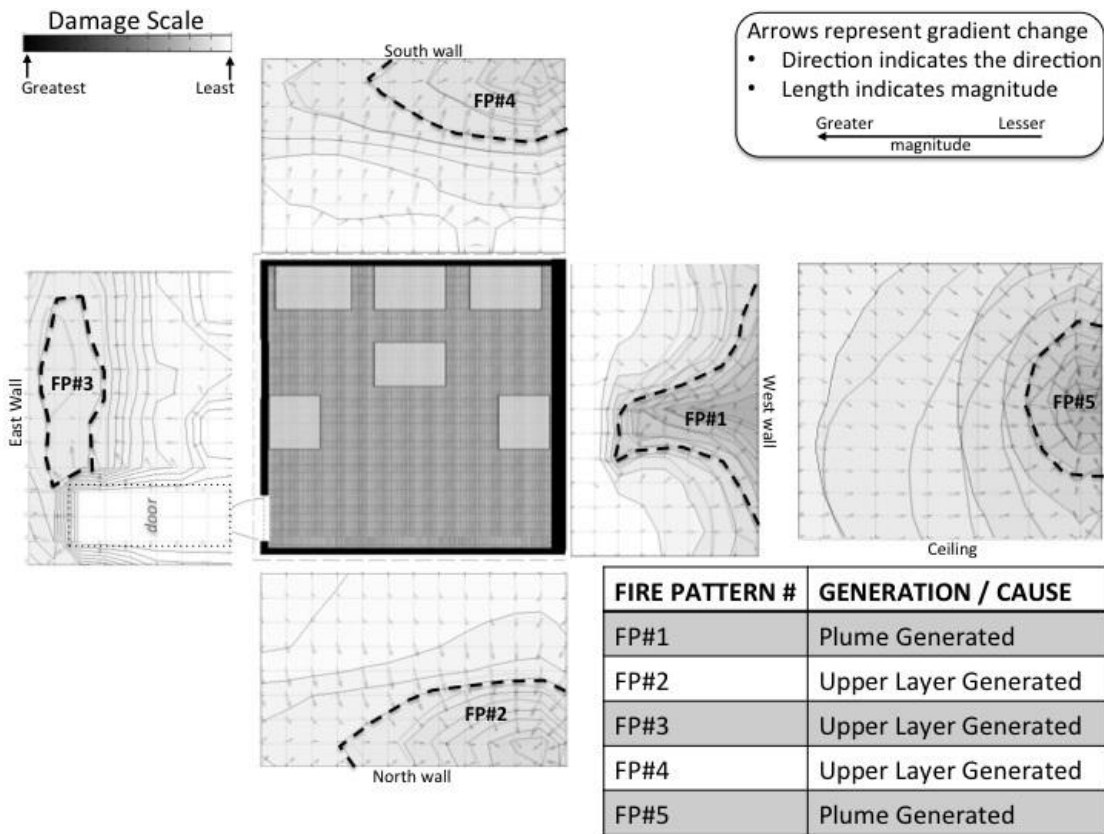 Damage Scale
Greatest
Least
Arrows represent gradient change
• Direction indicates the direction
• Length indicates magnitude
Greater
Lesser
magnitude
South wall
FP#4
East Wall
FP#3
door
FP#1
West wall
FP#5
Ceiling
FP#2
North wall
FIRE PATTERN # GENERATION / CAUSE
FP#1 Plume Generated
FP#2 Upper Layer Generated
FP#3 Upper Layer Generated
FP#4 Upper Layer Generated
FP#5 Plume Generated